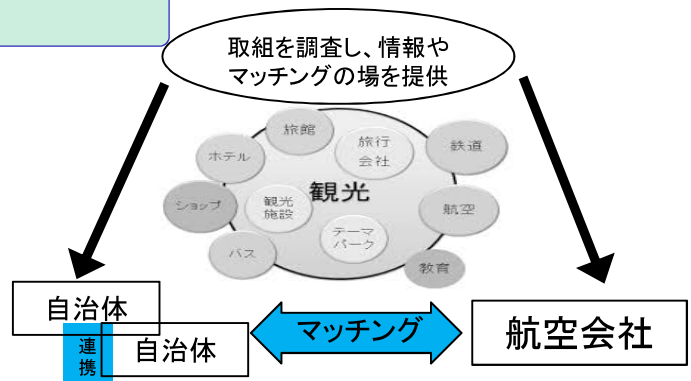 取組を調査し、情報や
マッチングの場を提供
旅館
旅行
会社
鉄道
ホテル
観光
ショップ
観光
施設
航空
テーマ
パーク
バス
教育
自治体
連
携
自治体
マッチング
航空会社